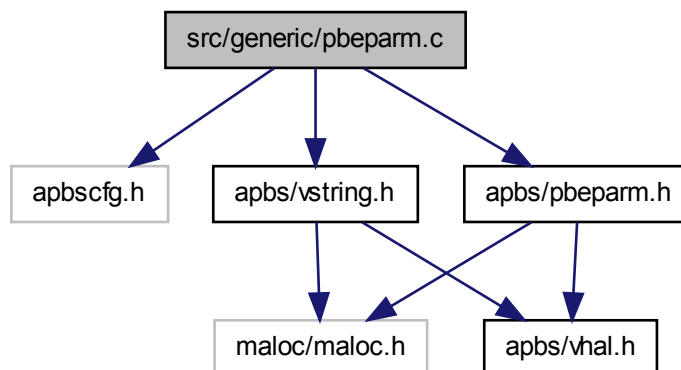 src/generic/pbeparm.c
apbscfg.h
apbs/vstring.h
apbs/pbeparm.h
maloc/maloc.h
apbs/vhal.h